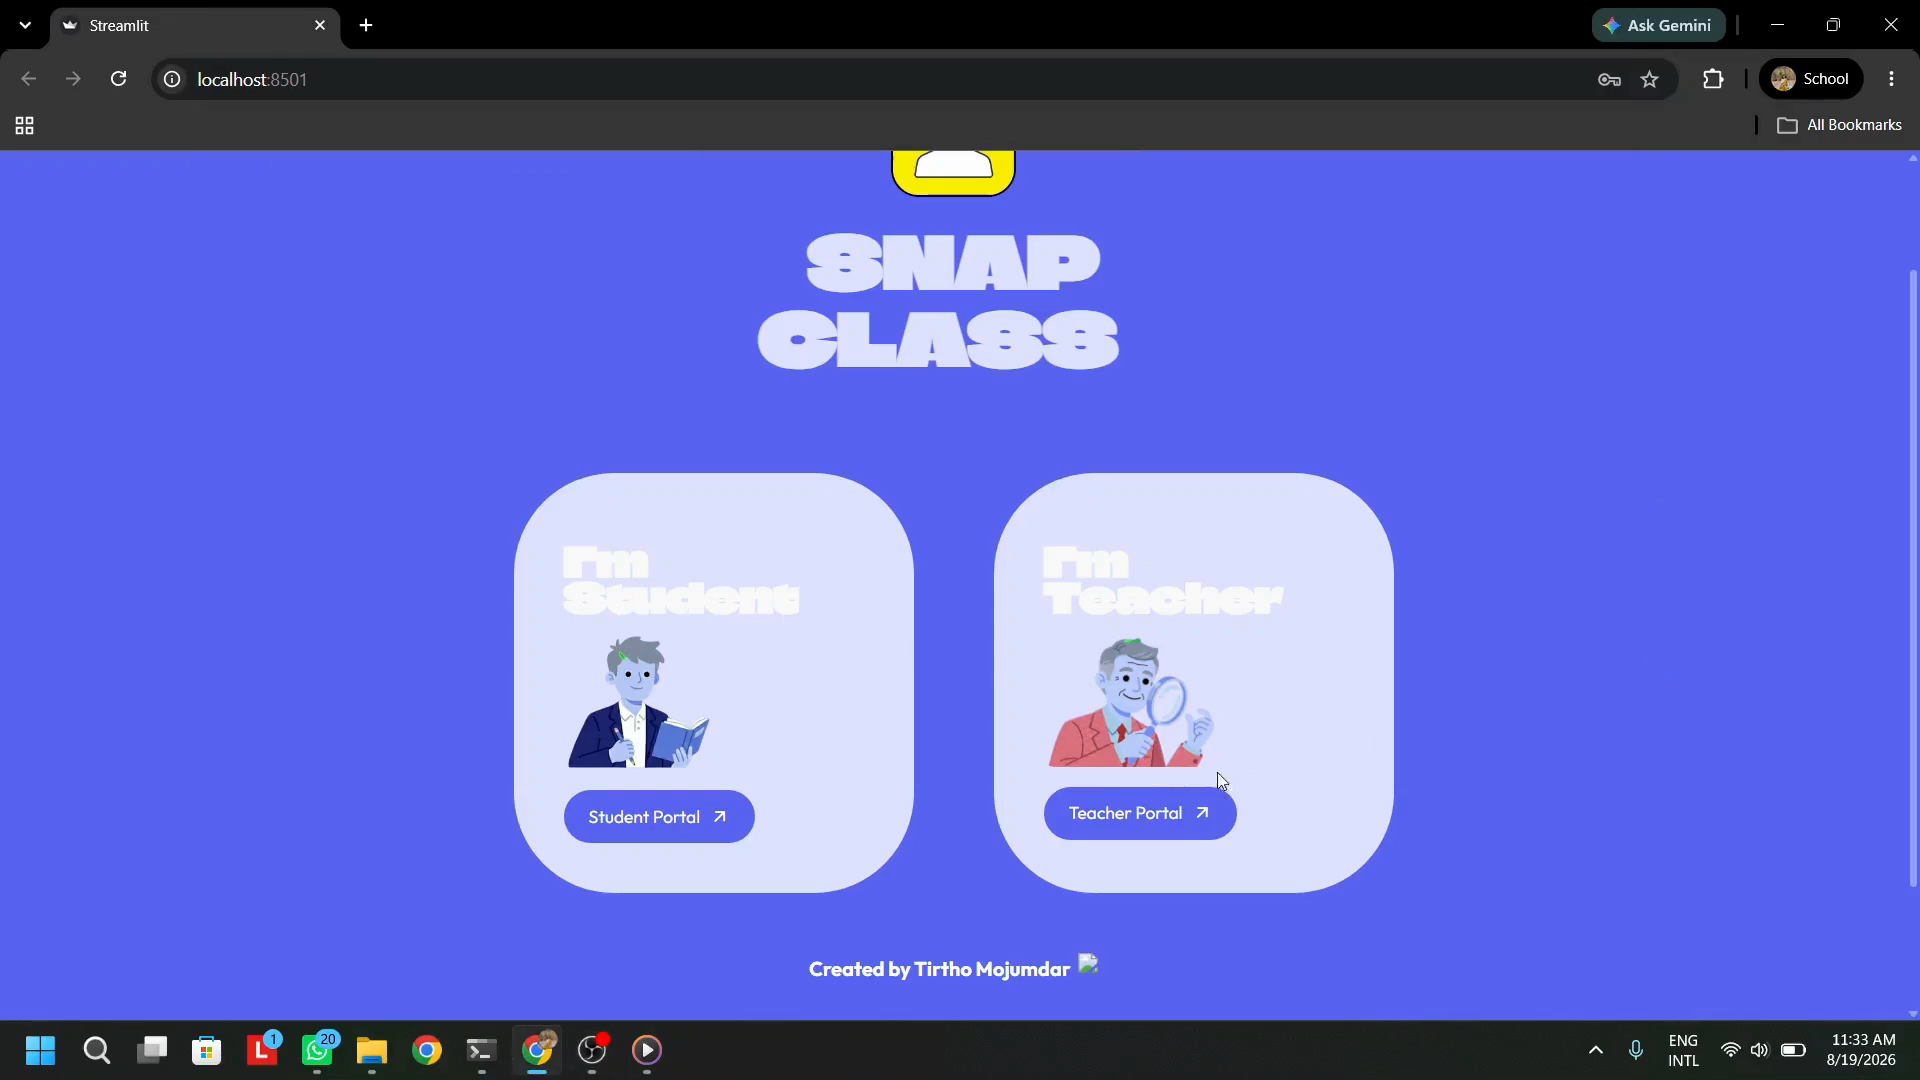 Streamlit
Ask Gemini
localhost:8501
School
All Bookmarks
SNAP
CLASS
I'm
Student
I'm
Teacher
Student Portal
Teacher Portal
Created by Tirtho Mojumdar
L
1
20
ENG
INTL
11:33 AM
8/19/2026